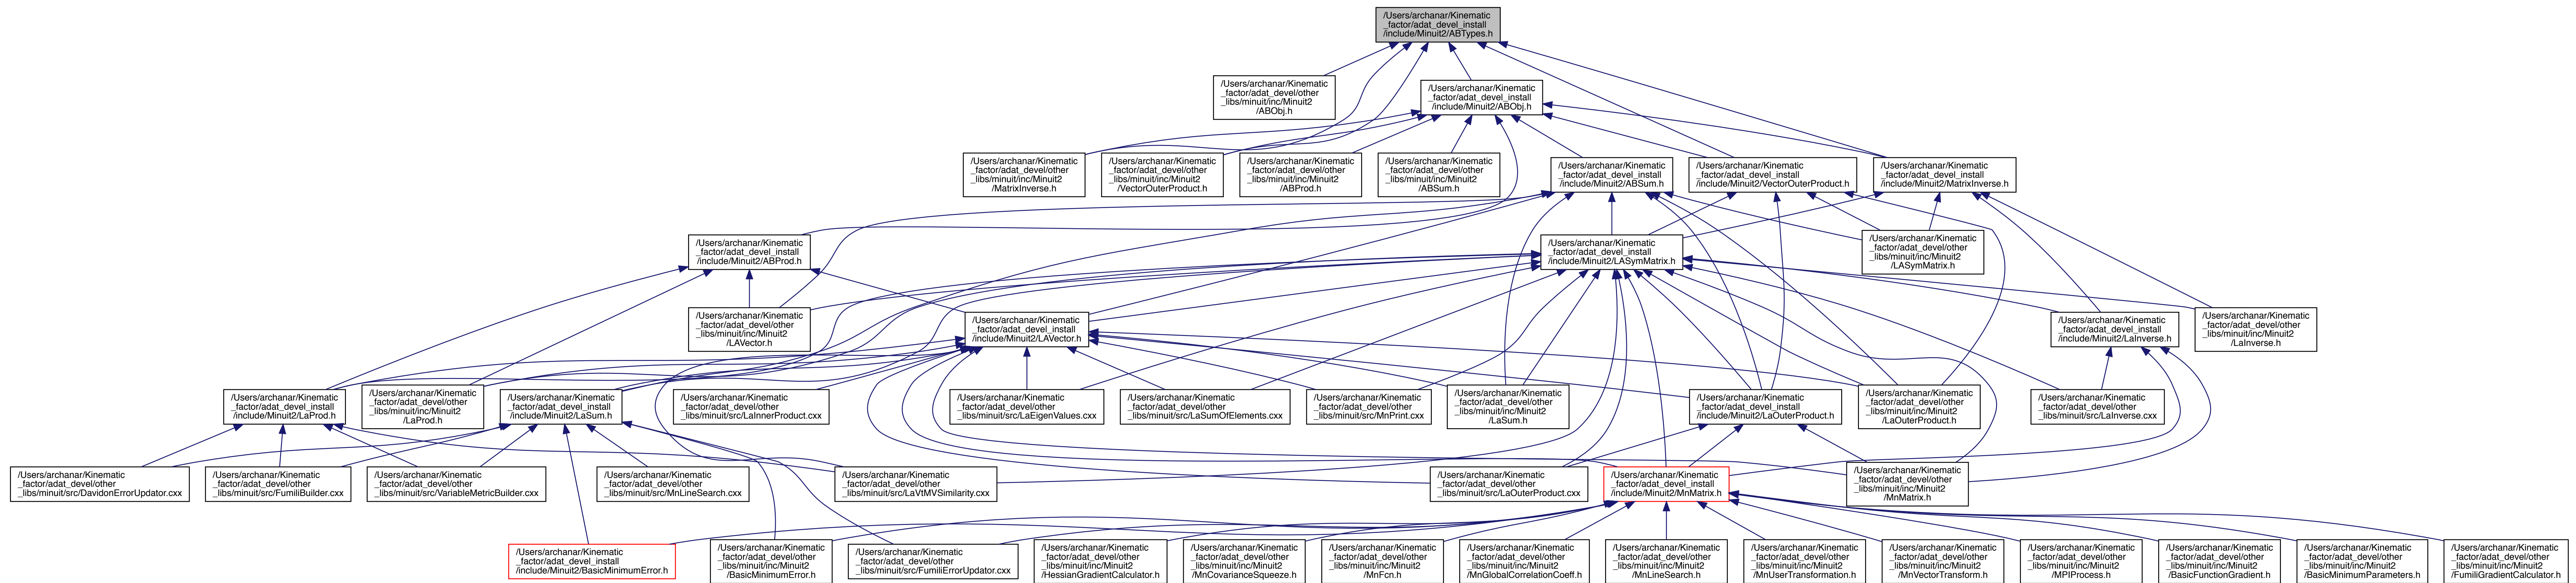 /Users/archanar/Kinematic
_factor/adat_devel_install
/include/Minuit2/ABTypes.h
/Users/archanar/Kinematic
_factor/adat_devel/other
_libs/minuit/inc/Minuit2
/ABObj.h
/Users/archanar/Kinematic
_factor/adat_devel_install
/include/Minuit2/ABObj.h
/Users/archanar/Kinematic
_factor/adat_devel/other
_libs/minuit/inc/Minuit2
/MatrixInverse.h
/Users/archanar/Kinematic
_factor/adat_devel/other
_libs/minuit/inc/Minuit2
/VectorOuterProduct.h
/Users/archanar/Kinematic
_factor/adat_devel/other
_libs/minuit/inc/Minuit2
/ABProd.h
/Users/archanar/Kinematic
_factor/adat_devel/other
_libs/minuit/inc/Minuit2
/ABSum.h
/Users/archanar/Kinematic
_factor/adat_devel_install
/include/Minuit2/ABSum.h
/Users/archanar/Kinematic
_factor/adat_devel_install
/include/Minuit2/VectorOuterProduct.h
/Users/archanar/Kinematic
_factor/adat_devel_install
/include/Minuit2/MatrixInverse.h
/Users/archanar/Kinematic
_factor/adat_devel_install
/include/Minuit2/ABProd.h
/Users/archanar/Kinematic
_factor/adat_devel_install
/include/Minuit2/LASymMatrix.h
/Users/archanar/Kinematic
_factor/adat_devel/other
_libs/minuit/inc/Minuit2
/LASymMatrix.h
/Users/archanar/Kinematic
_factor/adat_devel/other
_libs/minuit/inc/Minuit2
/LAVector.h
/Users/archanar/Kinematic
_factor/adat_devel_install
/include/Minuit2/LAVector.h
/Users/archanar/Kinematic
_factor/adat_devel_install
/include/Minuit2/LaInverse.h
/Users/archanar/Kinematic
_factor/adat_devel/other
_libs/minuit/inc/Minuit2
/LaInverse.h
/Users/archanar/Kinematic
_factor/adat_devel_install
/include/Minuit2/LaProd.h
/Users/archanar/Kinematic
_factor/adat_devel/other
_libs/minuit/inc/Minuit2
/LaProd.h
/Users/archanar/Kinematic
_factor/adat_devel_install
/include/Minuit2/LaSum.h
/Users/archanar/Kinematic
_factor/adat_devel/other
_libs/minuit/src/LaInnerProduct.cxx
/Users/archanar/Kinematic
_factor/adat_devel/other
_libs/minuit/src/LaEigenValues.cxx
/Users/archanar/Kinematic
_factor/adat_devel/other
_libs/minuit/src/LaSumOfElements.cxx
/Users/archanar/Kinematic
_factor/adat_devel/other
_libs/minuit/src/MnPrint.cxx
/Users/archanar/Kinematic
_factor/adat_devel/other
_libs/minuit/inc/Minuit2
/LaSum.h
/Users/archanar/Kinematic
_factor/adat_devel_install
/include/Minuit2/LaOuterProduct.h
/Users/archanar/Kinematic
_factor/adat_devel/other
_libs/minuit/inc/Minuit2
/LaOuterProduct.h
/Users/archanar/Kinematic
_factor/adat_devel/other
_libs/minuit/src/LaInverse.cxx
/Users/archanar/Kinematic
_factor/adat_devel/other
_libs/minuit/src/DavidonErrorUpdator.cxx
/Users/archanar/Kinematic
_factor/adat_devel/other
_libs/minuit/src/FumiliBuilder.cxx
/Users/archanar/Kinematic
_factor/adat_devel/other
_libs/minuit/src/VariableMetricBuilder.cxx
/Users/archanar/Kinematic
_factor/adat_devel/other
_libs/minuit/src/MnLineSearch.cxx
/Users/archanar/Kinematic
_factor/adat_devel/other
_libs/minuit/src/LaVtMVSimilarity.cxx
/Users/archanar/Kinematic
_factor/adat_devel/other
_libs/minuit/src/LaOuterProduct.cxx
/Users/archanar/Kinematic
_factor/adat_devel_install
/include/Minuit2/MnMatrix.h
/Users/archanar/Kinematic
_factor/adat_devel/other
_libs/minuit/inc/Minuit2
/MnMatrix.h
/Users/archanar/Kinematic
_factor/adat_devel_install
/include/Minuit2/BasicMinimumError.h
/Users/archanar/Kinematic
_factor/adat_devel/other
_libs/minuit/inc/Minuit2
/BasicMinimumError.h
/Users/archanar/Kinematic
_factor/adat_devel/other
_libs/minuit/src/FumiliErrorUpdator.cxx
/Users/archanar/Kinematic
_factor/adat_devel/other
_libs/minuit/inc/Minuit2
/HessianGradientCalculator.h
/Users/archanar/Kinematic
_factor/adat_devel/other
_libs/minuit/inc/Minuit2
/MnCovarianceSqueeze.h
/Users/archanar/Kinematic
_factor/adat_devel/other
_libs/minuit/inc/Minuit2
/MnFcn.h
/Users/archanar/Kinematic
_factor/adat_devel/other
_libs/minuit/inc/Minuit2
/MnGlobalCorrelationCoeff.h
/Users/archanar/Kinematic
_factor/adat_devel/other
_libs/minuit/inc/Minuit2
/MnLineSearch.h
/Users/archanar/Kinematic
_factor/adat_devel/other
_libs/minuit/inc/Minuit2
/MnUserTransformation.h
/Users/archanar/Kinematic
_factor/adat_devel/other
_libs/minuit/inc/Minuit2
/MnVectorTransform.h
/Users/archanar/Kinematic
_factor/adat_devel/other
_libs/minuit/inc/Minuit2
/MPIProcess.h
/Users/archanar/Kinematic
_factor/adat_devel/other
_libs/minuit/inc/Minuit2
/BasicFunctionGradient.h
/Users/archanar/Kinematic
_factor/adat_devel/other
_libs/minuit/inc/Minuit2
/BasicMinimumParameters.h
/Users/archanar/Kinematic
_factor/adat_devel/other
_libs/minuit/inc/Minuit2
/FumiliGradientCalculator.h